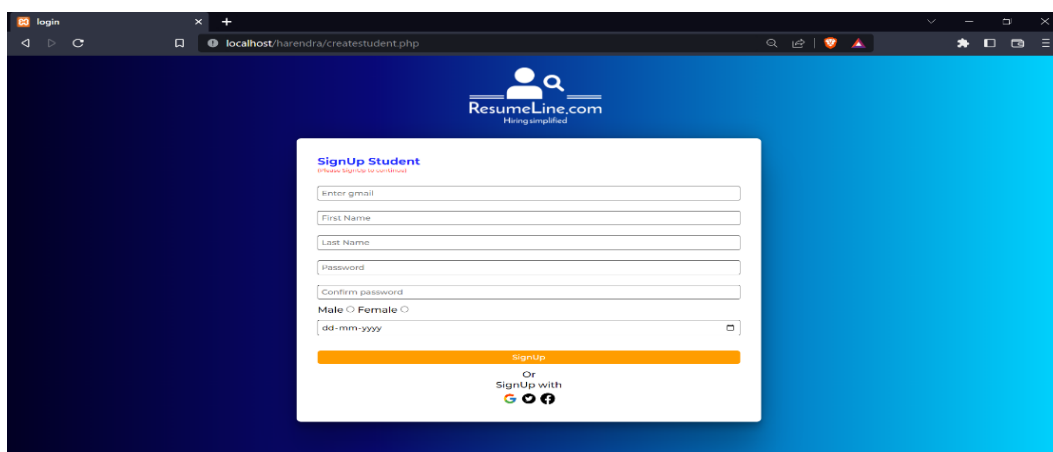 login
localhost/harendra/createstudent.php
ResumeLine.com
Hiring simplified
SignUp Student
(Please SignUp to continue)
Enter gmail
First Name
Last Name
Password
Confirm password
Male Female
dd-mm-yyyy
SignUp
Or
SignUp with